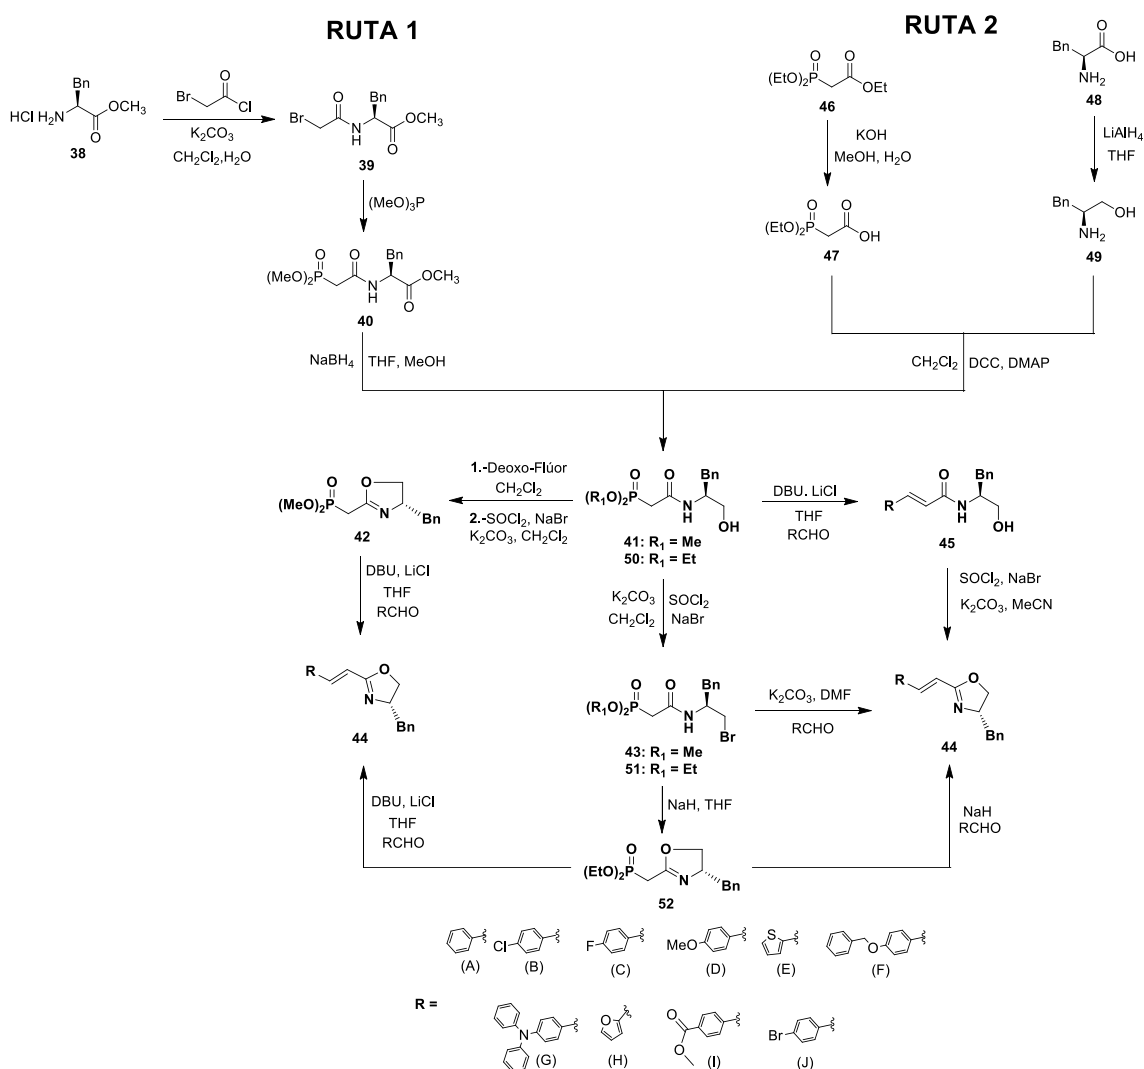 RUTA 1
RUTA 2
Bn
HCl H2N
OCH3
O
38
Br
O
Cl
K2CO3
CH2Cl2,H2O
Br
O
N
H
Bn
OCH3
O
39
(MeO)3P
(MeO)2P
O
O
N
H
Bn
OCH3
O
40
NaBH4
THF, MeOH
(EtO)2P
O
O
OEt
46
KOH
MeOH, H2O
(EtO)2P
O
O
OH
47
Bn
O
OH
NH2
48
LiAlH4
THF
Bn
OH
NH2
49
CH2Cl2
DCC, DMAP
(MeO)2P
O
O
N
Bn
42
1.-Deoxo-Flúor
CH2Cl2
2.-SOCl2, NaBr
K2CO3, CH2Cl2
(R1O)2P
O
O
N
H
Bn
OH
41: R1 = Me
50: R1 = Et
DBU. LiCl
THF
RCHO
R
O
N
H
Bn
OH
45
DBU, LiCl
THF
RCHO
K2CO3
CH2Cl2
SOCl2
NaBr
SOCl2, NaBr
K2CO3, MeCN
R
O
N
Bn
44
(R1O)2P
O
O
N
H
Bn
Br
43: R1 = Me
51: R1 = Et
K2CO3, DMF
RCHO
R
O
N
Bn
44
DBU, LiCl
THF
RCHO
NaH, THF
NaH
RCHO
(EtO)2P
O
O
N
Bn
52
(A)
Cl
(B)
F
(C)
MeO
(D)
S
(E)
O
(F)
R =
N
(G)
O
(H)
O
O
(I)
Br
(J)